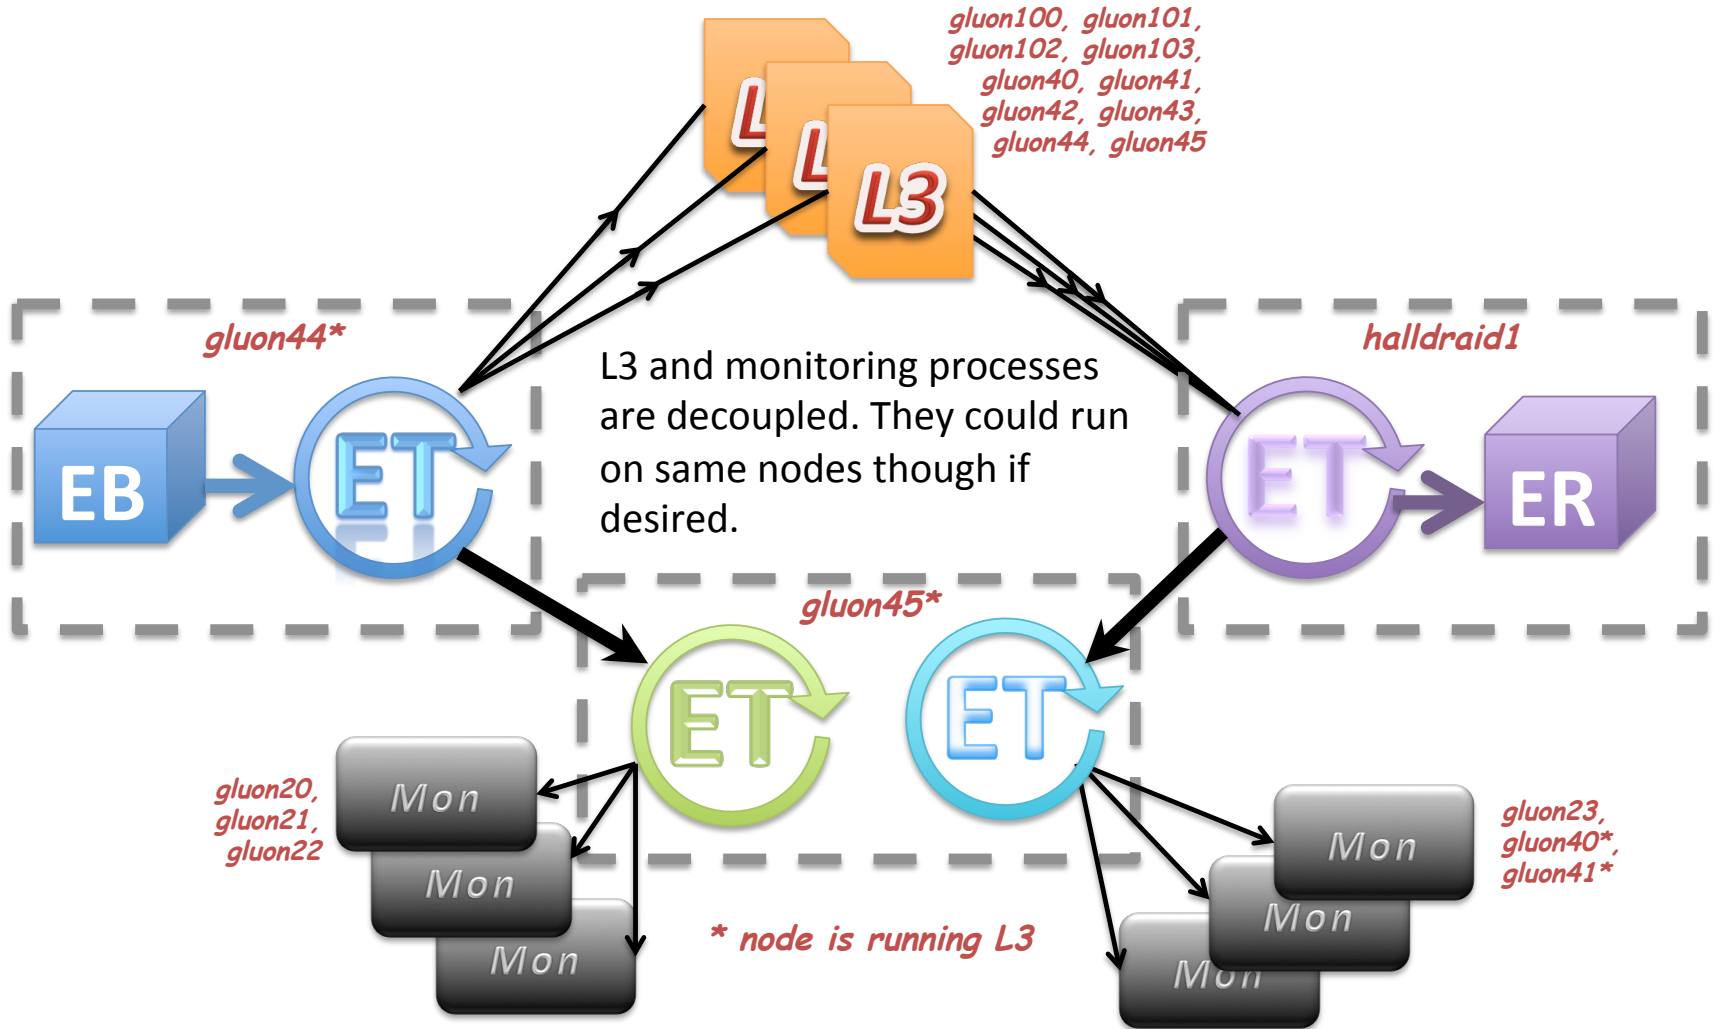 gluon100, gluon101,
gluon102, gluon103,
gluon40, gluon41,
gluon42, gluon43,
gluon44, gluon45
L
L
L3
gluon44*
halldraid1
L3 and monitoring processes
are decoupled. They could run
on same nodes though if
desired.
EB
ET
ET
ER
gluon45*
ET
ET
gluon20,
gluon21,
gluon22
Mon
Mon
Mon
gluon23,
gluon40*,
gluon41*
Mon
Mon
Mon
* node is running L3